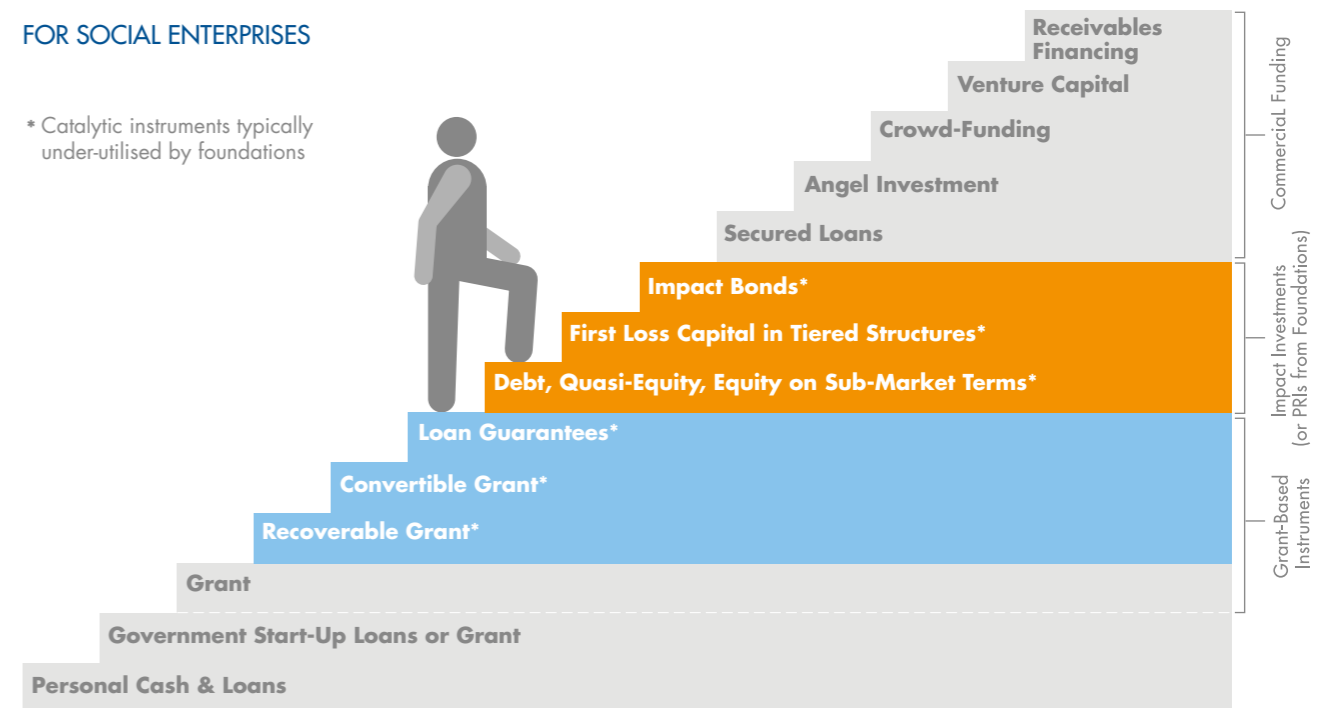 FOR SOCIAL ENTERPRISES
* Catalytic instruments typically
under-utilised by foundations
Receivables
Financing
Venture Capital
Crowd-Funding
Angel Investment
Secured Loans
Impact Bonds*
First Loss Capital in Tiered Structures*
Debt, Quasi-Equity, Equity on Sub-Market Terms*
Loan Guarantees*
Convertible Grant*
Recoverable Grant*
Grant
Government Start-Up Loans or Grant
Personal Cash & Loans
CommerciaL Funding
Impact Investments
(or PRIs from Foundations)
Grant-Based
Instruments